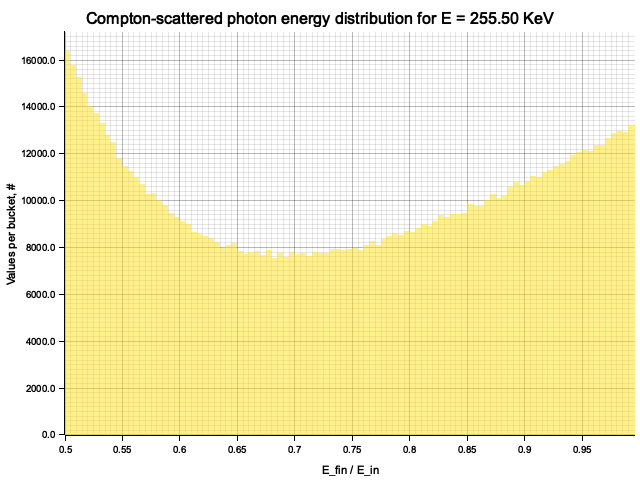 Compton-scattered photon energy distribution for E = 255.50 KeV
Values per bucket, #
16000.0
14000.0
12000.0
10000.0
8000.0
6000.0
4000.0
2000.0
0.0
0.5 0.55 0.6 0.65 0.7 0.75 0.8 0.85 0.9 0.95
E_fin / E_in